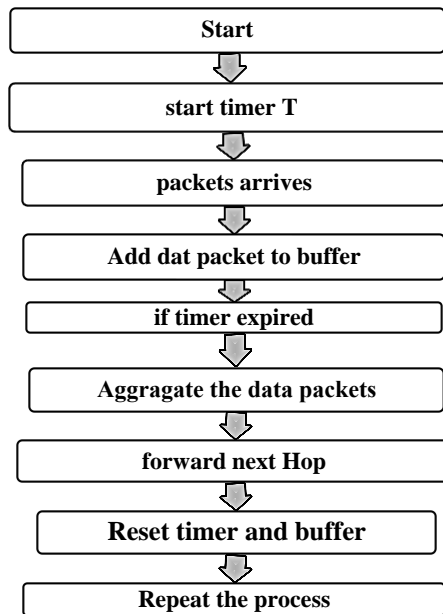 Start
start timer T
packets arrives
Add dat packet to buffer
if timer expired
Aggragate the data packets
forward next Hop
Reset timer and buffer
Repeat the process